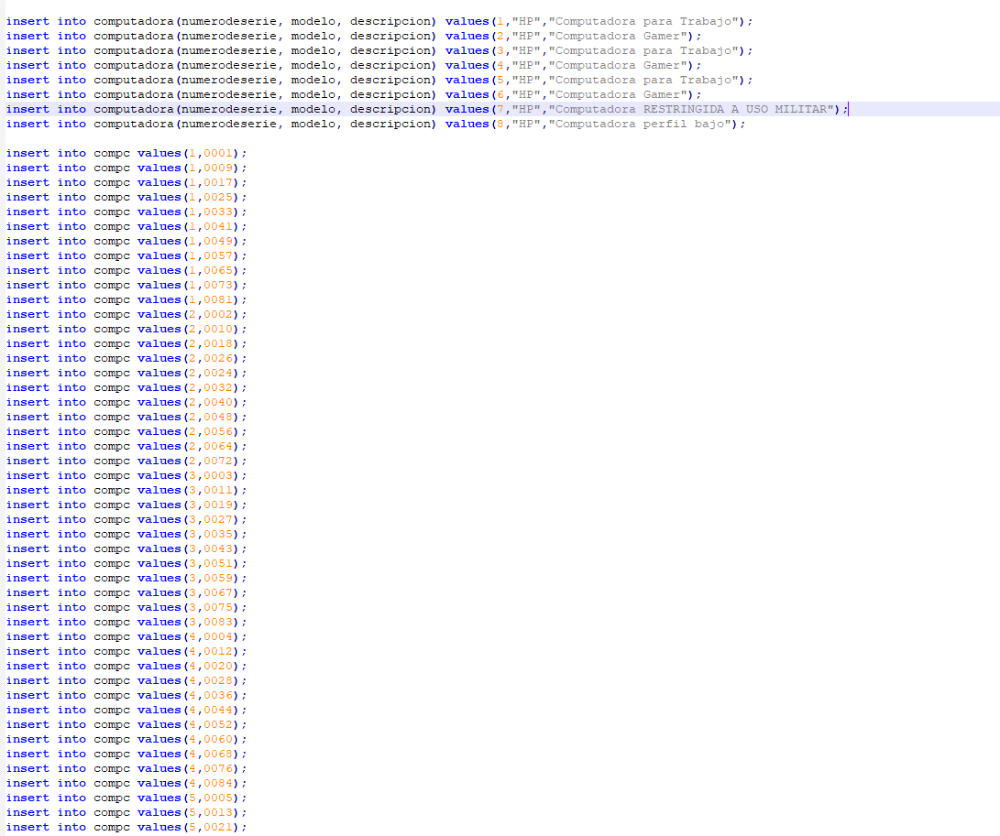 insert into computadora(numerodeserie, modelo, descripcion) values(1,"HP","Computadora para Trabajo");
insert into computadora(numerodeserie, modelo, descripcion) values(2,"HP","Computadora Gamer");
insert into computadora(numerodeserie, modelo, descripcion) values(3,"HP","Computadora para Trabajo");
insert into computadora(numerodeserie, modelo, descripcion) values(4,"HP","Computadora Gamer");
insert into computadora(numerodeserie, modelo, descripcion) values(5,"HP","Computadora para Trabajo");
insert into computadora(numerodeserie, modelo, descripcion) values(6,"HP","Computadora Gamer");
insert into computadora(numerodeserie, modelo, descripcion) values(7,"HP","Computadora RESTRINGIDA A USO MILITAR");
insert into computadora(numerodeserie, modelo, descripcion) values(8,"HP","Computadora perfil bajo");
insert into compc values(1,0001);
insert into compc values(1,0009);
insert into compc values(1,0017);
insert into compc values(1,0025);
insert into compc values(1,0033);
insert into compc values(1,0041);
insert into compc values(1,0049);
insert into compc values(1,0057);
insert into compc values(1,0065);
insert into compc values(1,0073);
insert into compc values(1,0081);
insert into compc values(2,0002);
insert into compc values(2,0010);
insert into compc values(2,0018);
insert into compc values(2,0026);
insert into compc values(2,0024);
insert into compc values(2,0032);
insert into compc values(2,0040);
insert into compc values(2,0048);
insert into compc values(2,0056);
insert into compc values(2,0064);
insert into compc values(2,0072);
insert into compc values(3,0003);
insert into compc values(3,0011);
insert into compc values(3,0019);
insert into compc values(3,0027);
insert into compc values(3,0035);
insert into compc values(3,0043);
insert into compc values(3,0051);
insert into compc values(3,0059);
insert into compc values(3,0067);
insert into compc values(3,0075);
insert into compc values(3,0083);
insert into compc values(4,0004);
insert into compc values(4,0012);
insert into compc values(4,0020);
insert into compc values(4,0028);
insert into compc values(4,0036);
insert into compc values(4,0044);
insert into compc values(4,0052);
insert into compc values(4,0060);
insert into compc values(4,0068);
insert into compc values(4,0076);
insert into compc values(4,0084);
insert into compc values(5,0005);
insert into compc values(5,0013);
insert into compc values(5,0021);